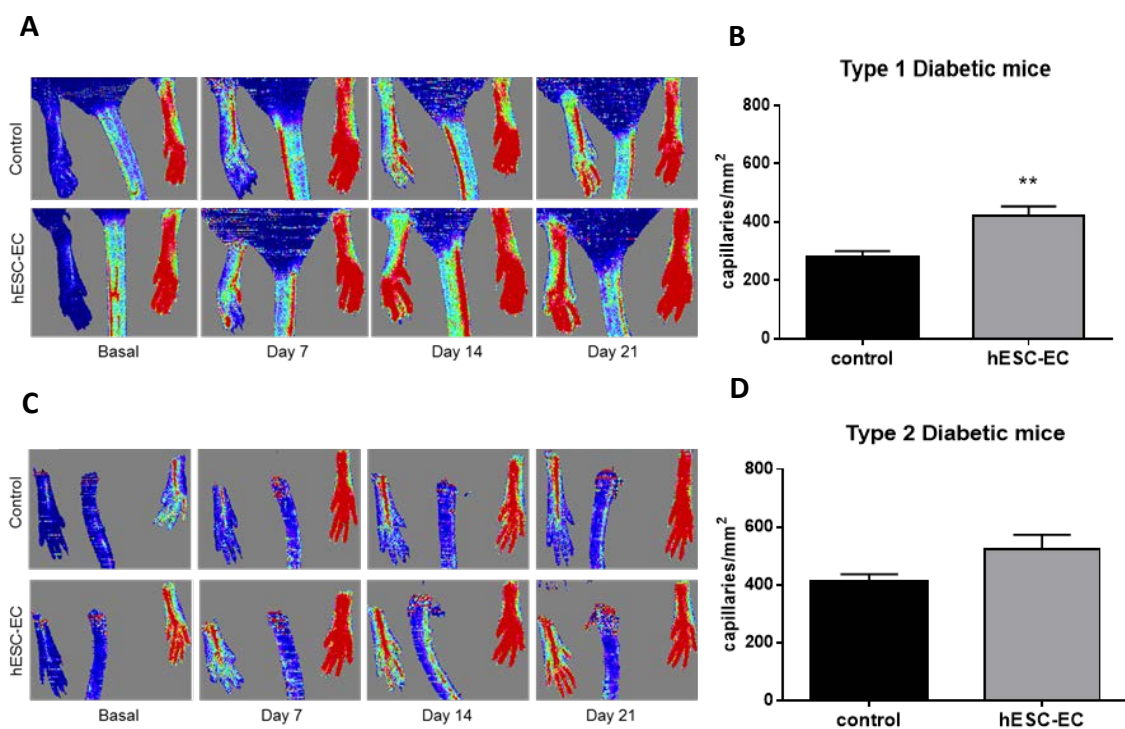 A
Control
hESC-EC
Basal
Day 7
Day 14
Day 21
B
Type 1 Diabetic mice
capillaries/mm²
800
600
400
200
0
**
control
hESC-EC
C
Control
hESC-EC
Basal
Day 7
Day 14
Day 21
D
Type 2 Diabetic mice
capillaries/mm²
800
600
400
200
0
control
hESC-EC